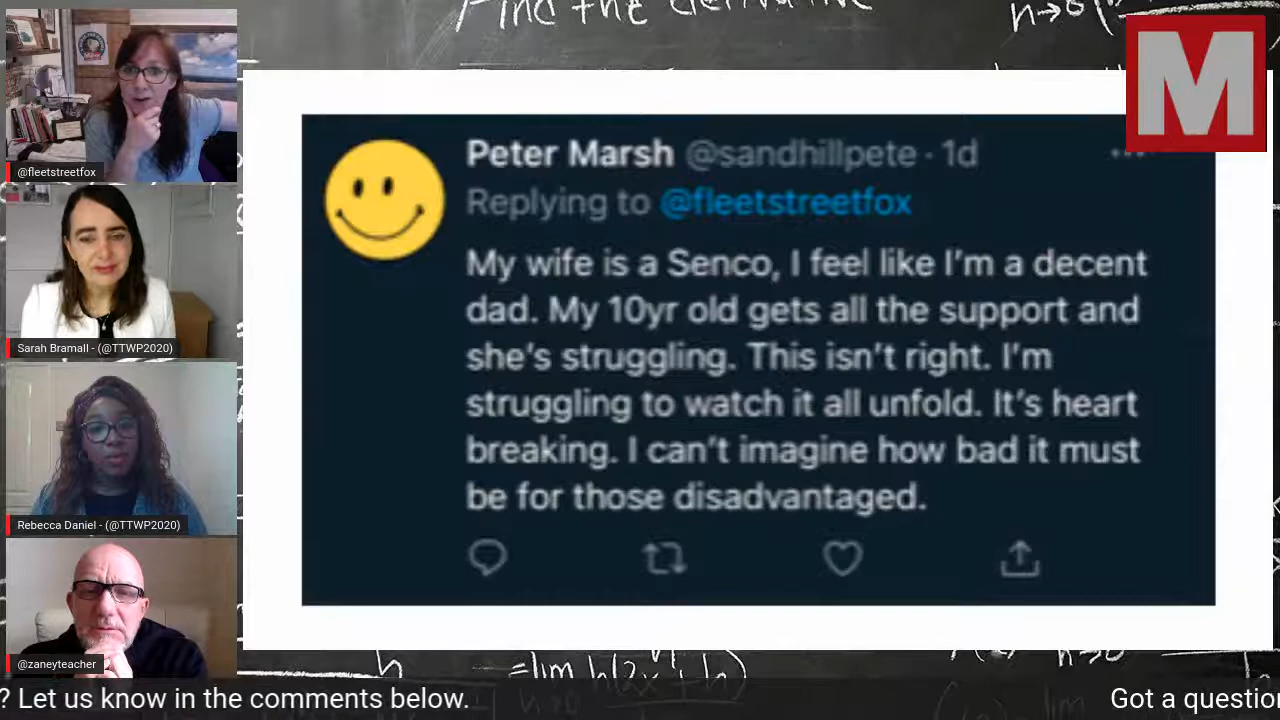 Find the derivative
M
@fleetstreetfox
Sarah Bramall - (@TTWP2020)
Rebecca Daniel - (@TTWP2020)
@zaneyteacher
Peter Marsh @sandhillpete · 1d
Replying to @fleetstreetfox
My wife is a Senco, I feel like I'm a decent
dad. My 10yr old gets all the support and
she's struggling. This isn't right. I'm
struggling to watch it all unfold. It's heart
breaking. I can't imagine how bad it must
be for those disadvantaged.
? Let us know in the comments below.
Got a questio